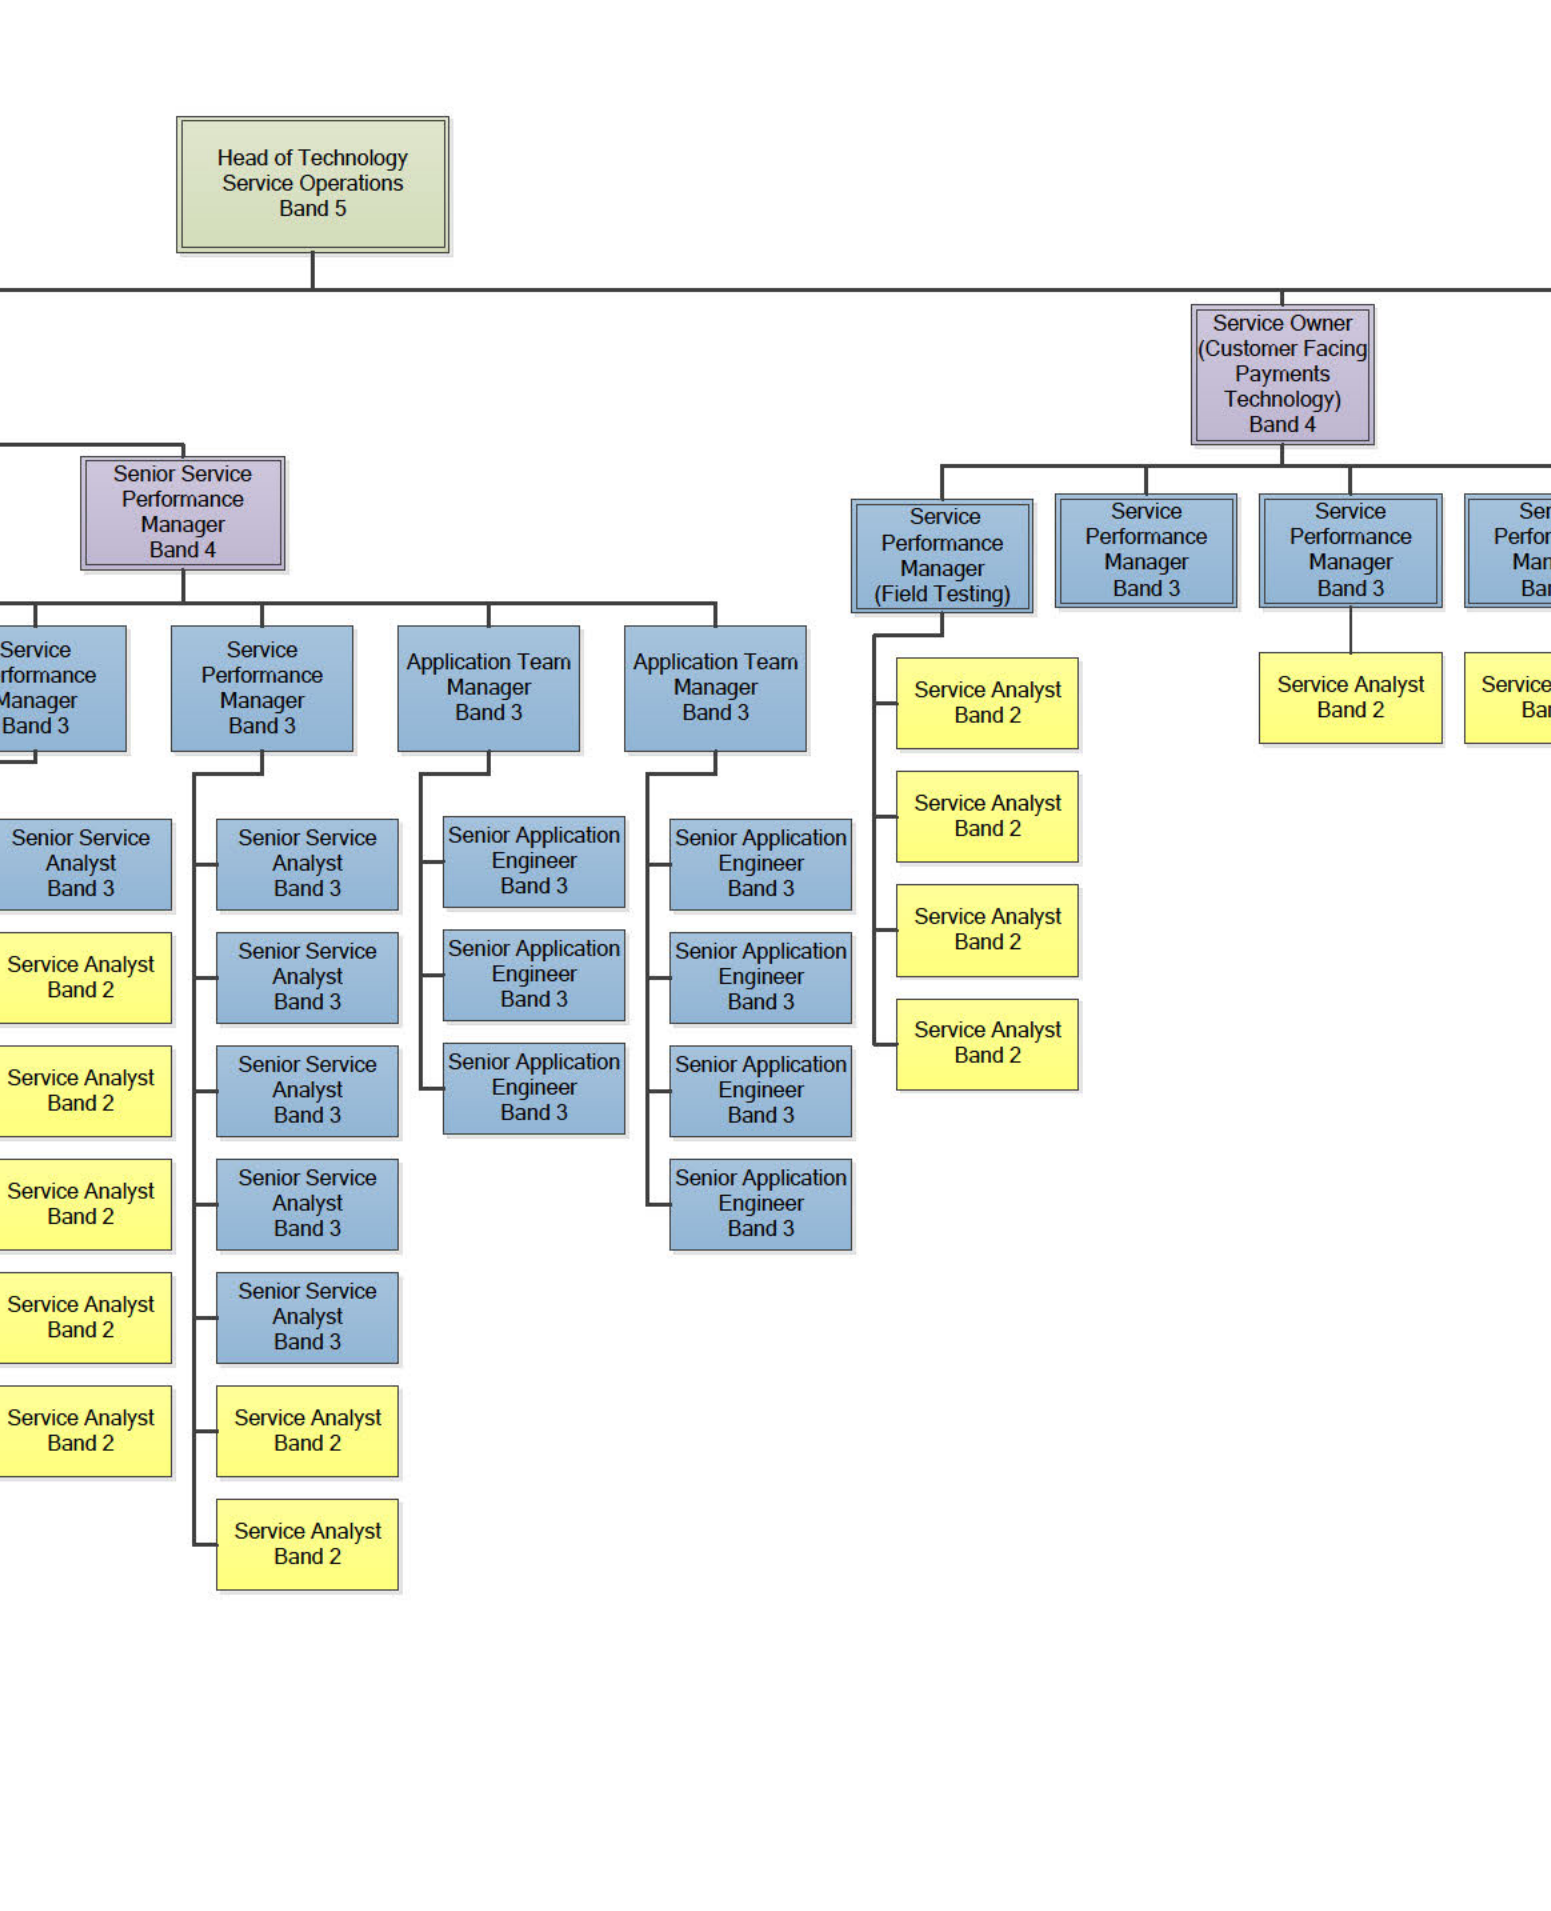 Head of Technology
Service Operations
Band 5
Service Owner
(Customer Facing
Payments
Technology)
Band 4
Senior Service
Performance
Manager
Band 4
Service
Performance
Manager
(Field Testing)
Service
Performance
Manager
Band 3
Service
Performance
Manager
Band 3
Service
Manager
Band 3
Service
Performance
Manager
Band 3
Application Team
Manager
Band 3
Application Team
Manager
Band 3
Service Analyst
Band 2
Service Analyst
Band 2
Service Analyst
Band 2
Service Analyst
Band 2
Service Analyst
Band 2
Service
Senior Service
Analyst
Band 3
Service Analyst
Band 2
Service Analyst
Band 2
Service Analyst
Band 2
Service Analyst
Band 2
Service Analyst
Band 2
Senior Service
Analyst
Band 3
Senior Service
Analyst
Band 3
Senior Service
Analyst
Band 3
Senior Service
Analyst
Band 3
Senior Service
Analyst
Band 3
Service Analyst
Band 2
Service Analyst
Band 2
Senior Application
Engineer
Band 3
Senior Application
Engineer
Band 3
Senior Application
Engineer
Band 3
Senior Application
Engineer
Band 3
Senior Application
Engineer
Band 3
Senior Application
Engineer
Band 3
Senior Application
Engineer
Band 3